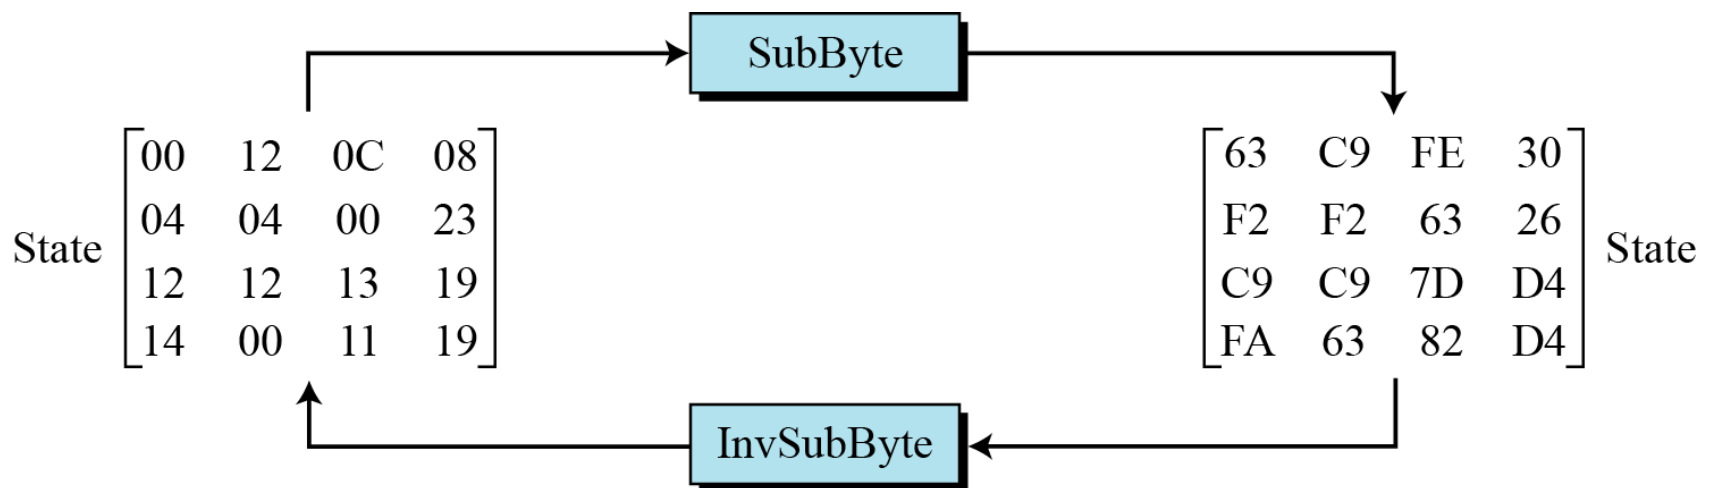 SubByte
00 12 0C 08 63 C9 FE 30
04 04 00 23 F2 F2 63 26
State State
12 12 13 19 C9 C9 7D D4
14 00 11 19 FA 63 82 D4
InvSubByte